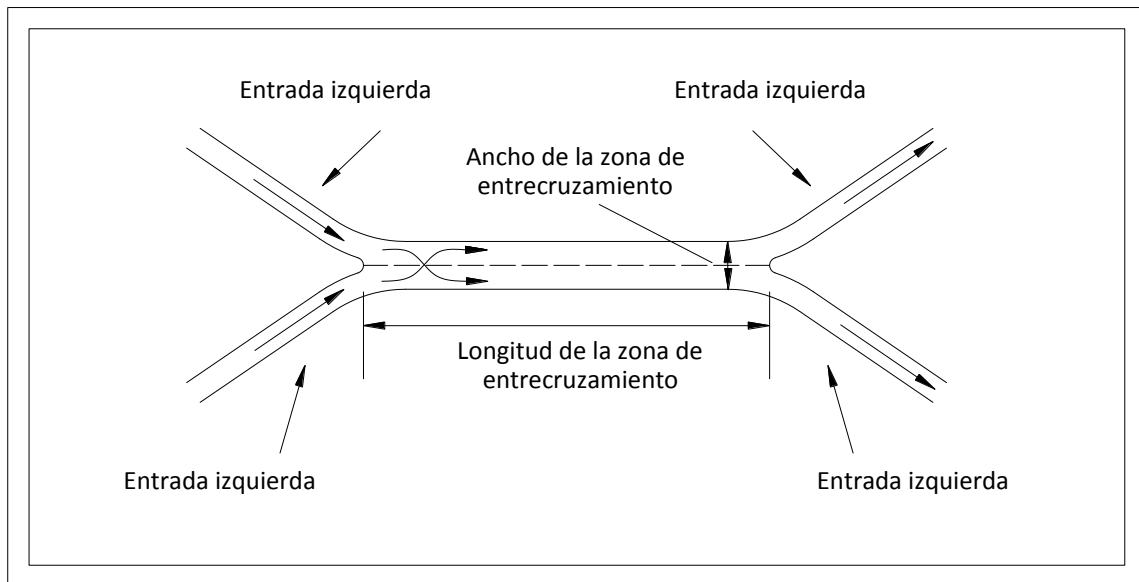 Entrada izquierda
Entrada izquierda
Ancho de la zona de
entrecruzamiento
Longitud de la zona de
entrecruzamiento
Entrada izquierda
Entrada izquierda